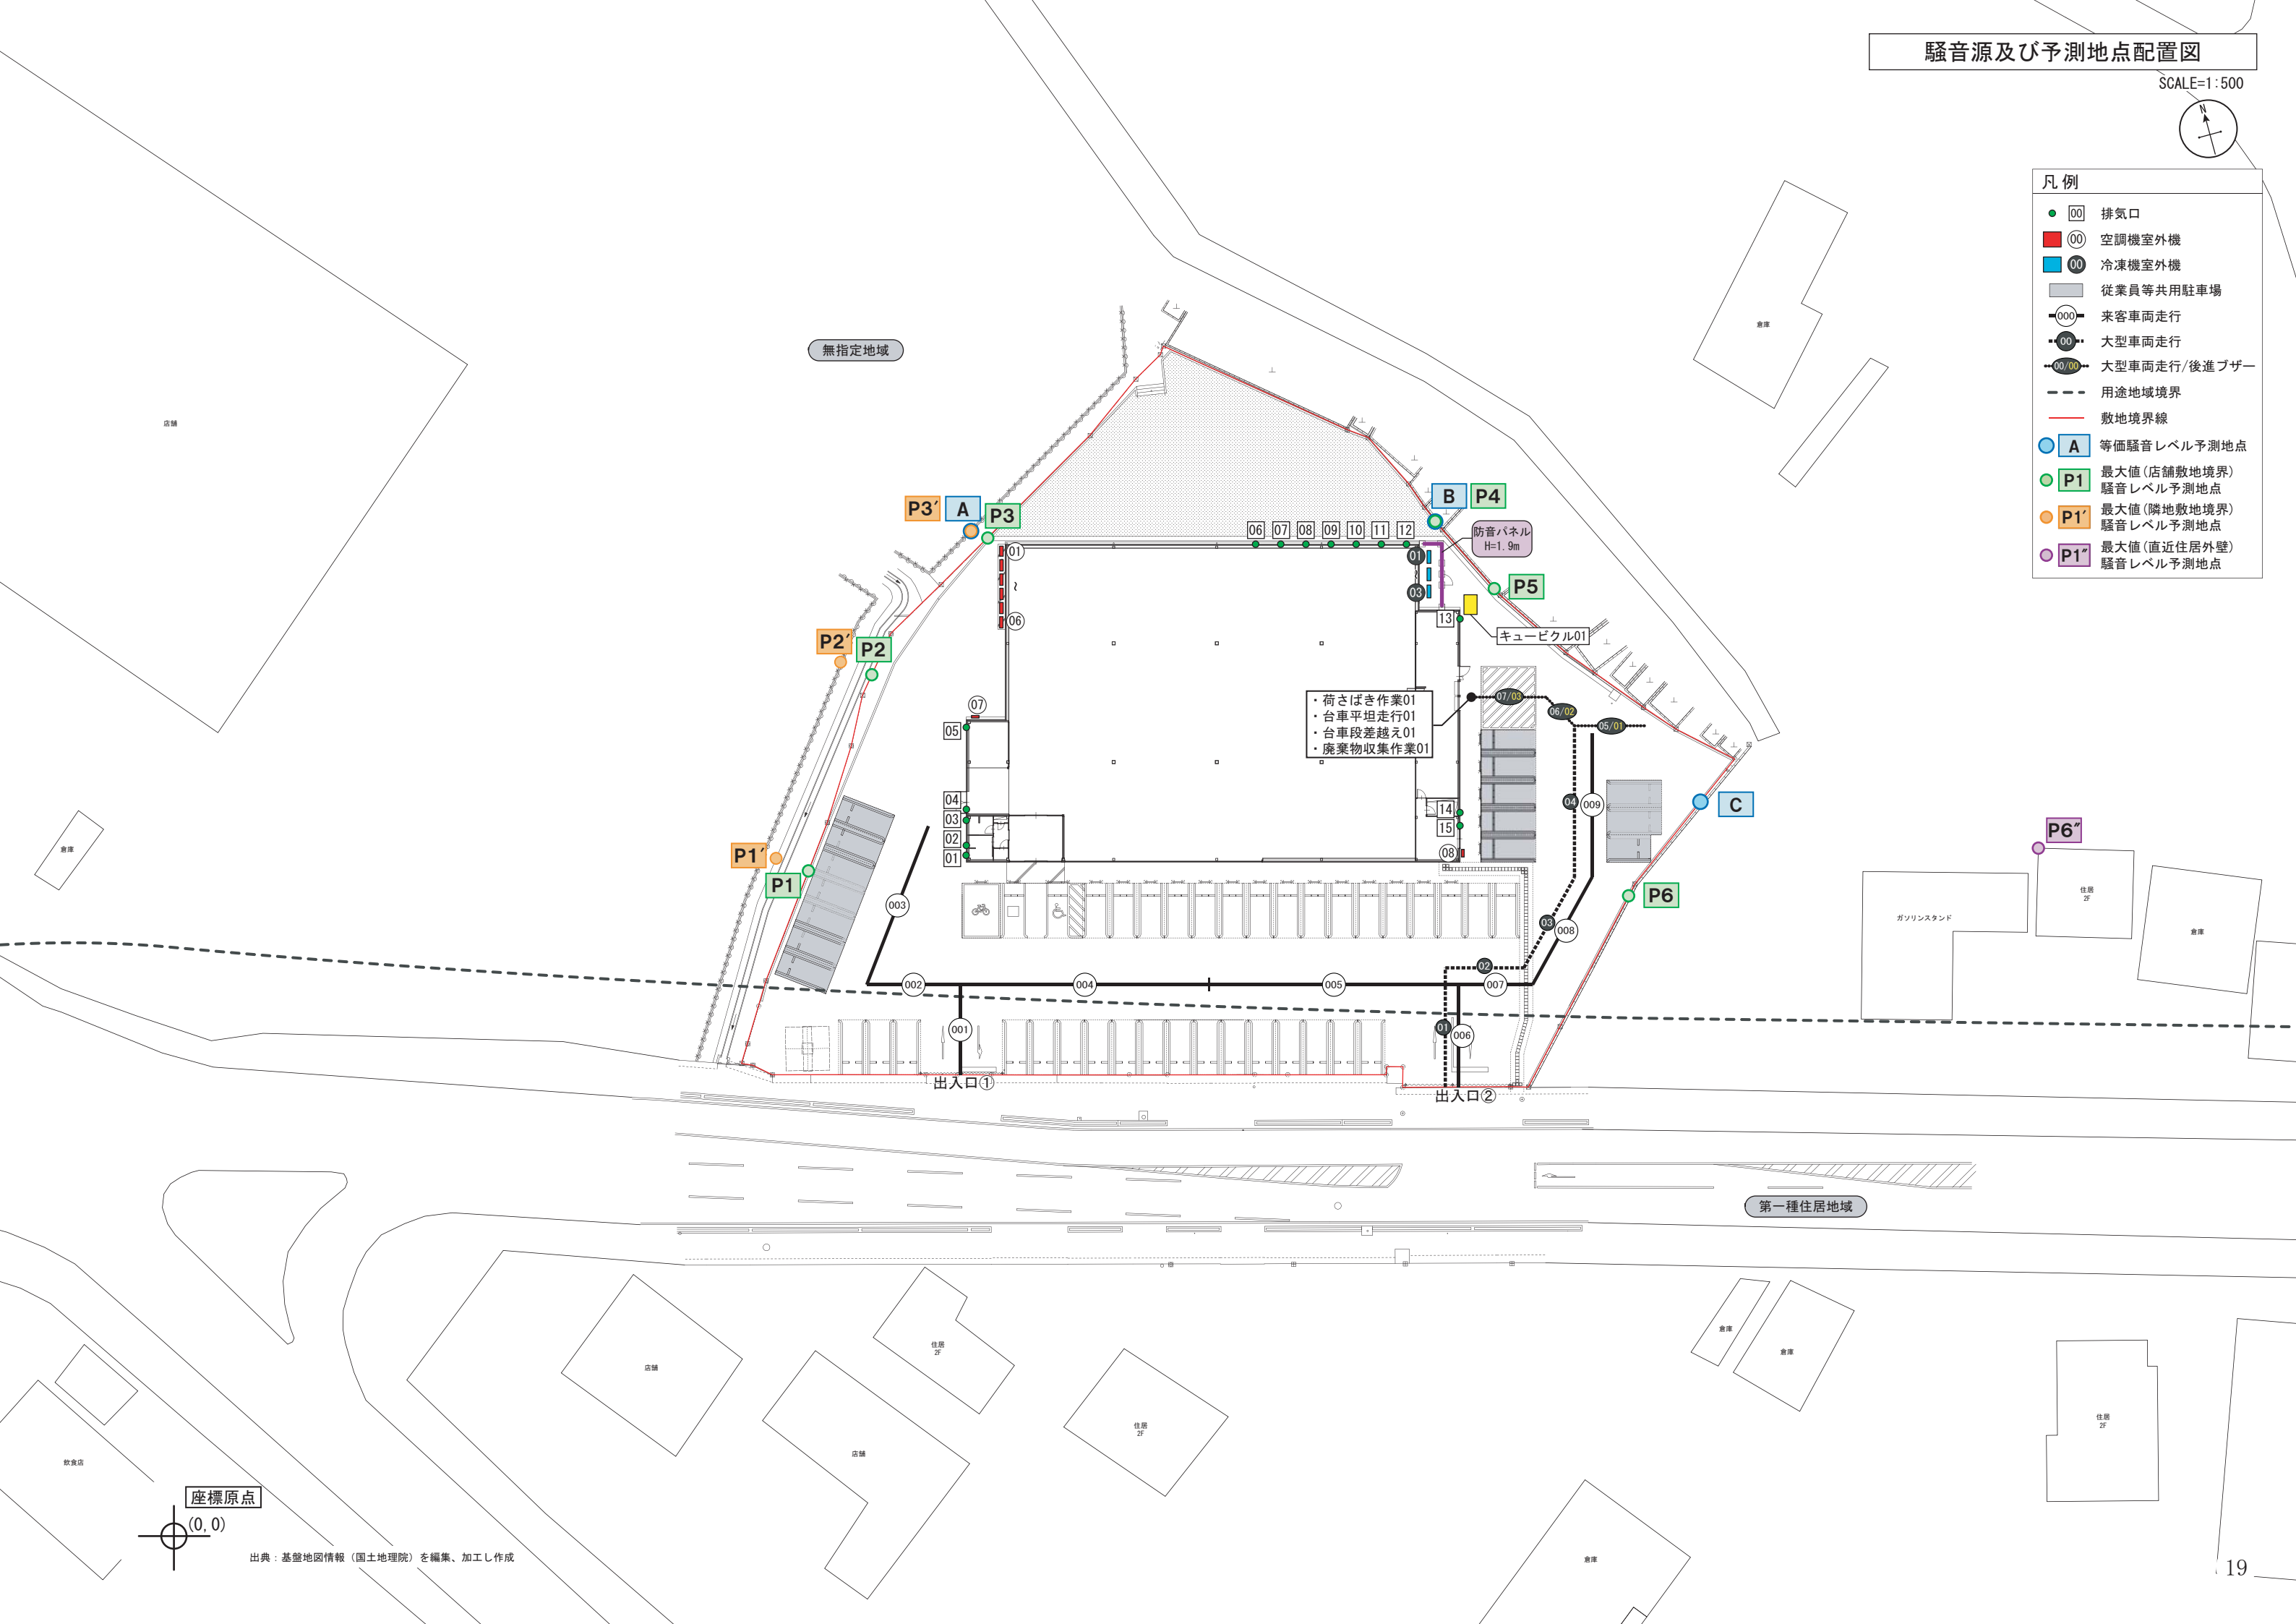 騒音源及び予測地点配置図
SCALE=1:500
N
凡例
00 排気口
00 空調機室外機
00 冷凍機室外機
従業員等共用駐車場
000 来客車両走行
00 大型車両走行
00/00 大型車両走行/後進ブザー
用途地域境界
敷地境界線
A 等価騒音レベル予測地点
P1 最大値(店舗敷地境界)
騒音レベル予測地点
P1′ 最大値(隣地敷地境界)
騒音レベル予測地点
P1″ 最大値(直近住居外壁)
騒音レベル予測地点
倉庫
無指定地域
店舗
P3′ A P3
B P4
06 07 08 09 10 11 12
防音パネル
H=1.9m
01
~
06
01
~
03
P5
13
キュービクル01
P2′ P2
07
05
・荷さばき作業01
・台車平坦走行01
・台車段差越え01
・廃棄物収集作業01
07/03
06/02
05/01
04
03
02
01
14
15
08
04
009
C
倉庫
P1′
P1
P6″
P6
住居
2F
ガソリンスタンド
倉庫
003
03
008
02
002
004
005
007
001
01
006
出入口①
出入口②
第一種住居地域
店舗
住居
2F
店舗
住居
2F
倉庫
倉庫
住居
2F
飲食店
座標原点
(0,0)
出典:基盤地図情報(国土地理院)を編集、加工し作成
倉庫
19